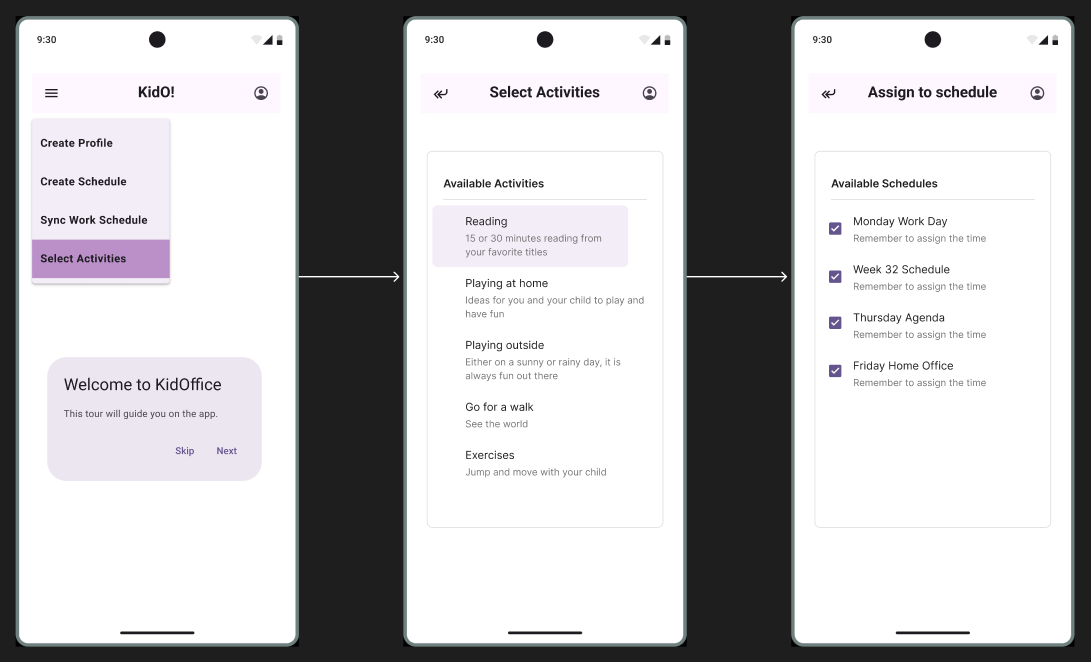 9:30
KidO!
Create Profile
Create Schedule
Sync Work Schedule
Select Activities
Welcome to KidOffice
This tour will guide you on the app.
Skip Next
9:30
Select Activities
Available Activities
Reading
15 or 30 minutes reading from
your favorite titles
Playing at home
Ideas for you and your child to play and
have fun
Playing outside
Either on a sunny or rainy day, it is
always fun out there
Go for a walk
See the world
Exercises
Jump and move with your child
9:30
Assign to schedule
Available Schedules
Monday Work Day
Remember to assign the time
Week 32 Schedule
Remember to assign the time
Thursday Agenda
Remember to assign the time
Friday Home Office
Remember to assign the time